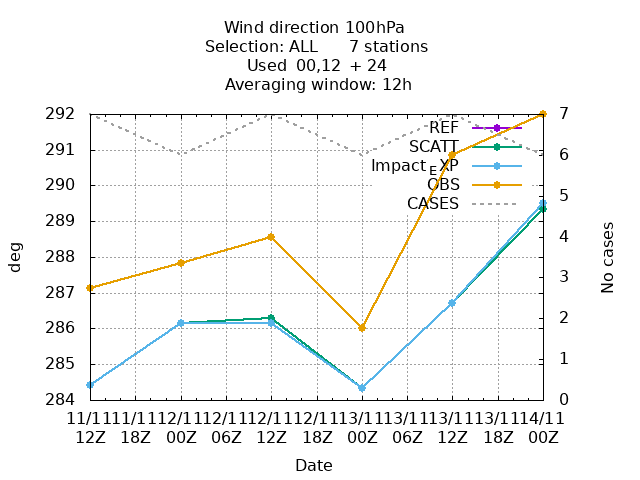 Wind direction 100hPa
Selection: ALL 7 stations
Used 00,12 + 24
Averaging window: 12h
292
291
290
289
288
287
286
285
284
deg
7
6
5
4
3
2
1
0
No cases
REF
SCATT
Impact_EXP
OBS
CASES
11/11 11/11 12/11 12/11 12/11 12/11 13/11 13/11 13/11 13/11 14/11
12Z 18Z 00Z 06Z 12Z 18Z 00Z 06Z 12Z 18Z 00Z
Date